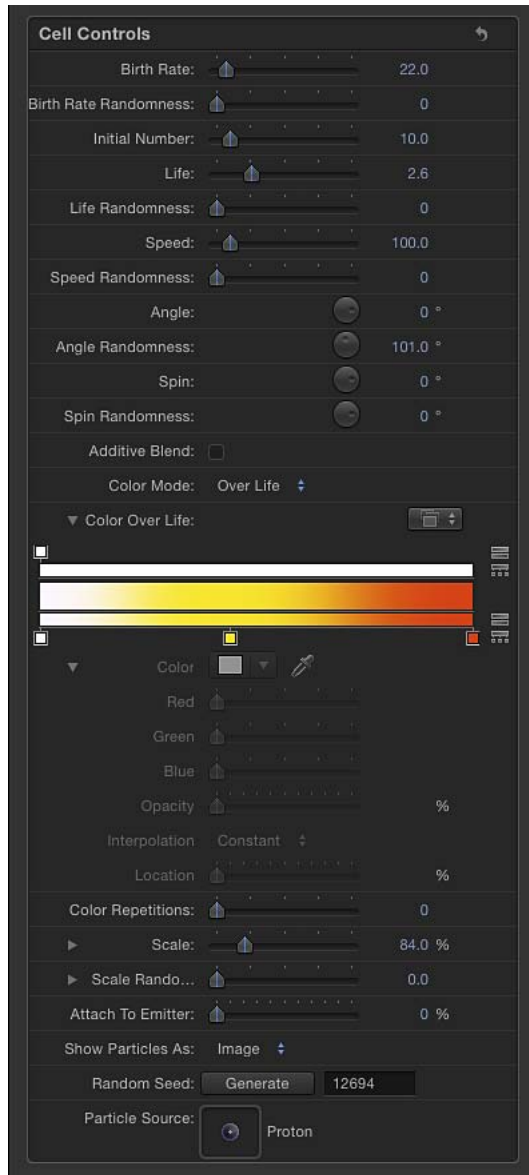 Cell Controls
Birth Rate: 22.0
Birth Rate Randomness: 0
Initial Number: 10.0
Life: 2.6
Life Randomness: 0
Speed: 100.0
Speed Randomness: 0
Angle: 0 °
Angle Randomness: 101.0 °
Spin: 0 °
Spin Randomness: 0 °
Additive Blend:
Color Mode: Over Life
Color Over Life:
Color
Red
Green
Blue
Opacity %
Interpolation Constant
Location %
Color Repetitions: 0
Scale: 84.0 %
Scale Rando... 0.0
Attach To Emitter: 0 %
Show Particles As: Image
Random Seed: Generate 12694
Particle Source: Proton